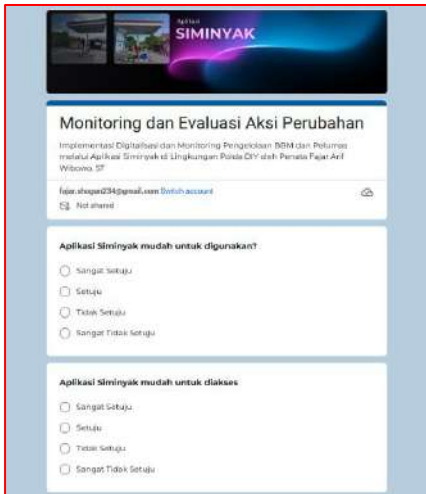 Aplikasi
SIMINYAK
Monitoring dan Evaluasi Aksi Perubahan
Implementasi Digitalisasi dan Monitoring Pengelolaan BBM dan Pelumas
melalui Aplikasi Siminyak di Lingkungan Polda DIY oleh Penata Fajar Arif
Wibowo, ST
Switch account
Not shared
Aplikasi Siminyak mudah untuk digunakan?
Sangat Setuju
Setuju
Tidak Setuju
Sangat Tidak Setuju
Aplikasi Siminyak mudah untuk diakses
Sangat Setuju
Setuju
Tidak Setuju
Sangat Tidak Setuju